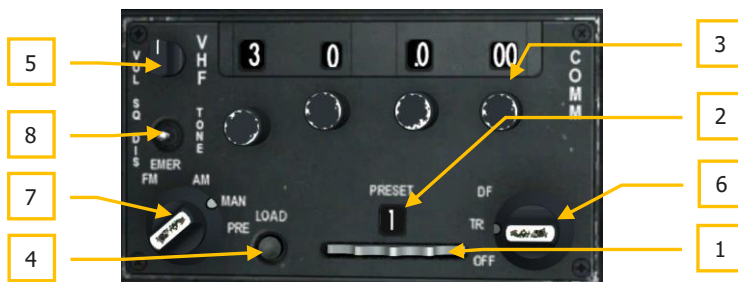 5
8
7
4
3
2
6
1
VOL
VHF
3 0 .0 00
COMM
SQ DIS
TONE
EMER
FM
AM
MAN
PRE
LOAD
PRESET
1
DF
TR
OFF